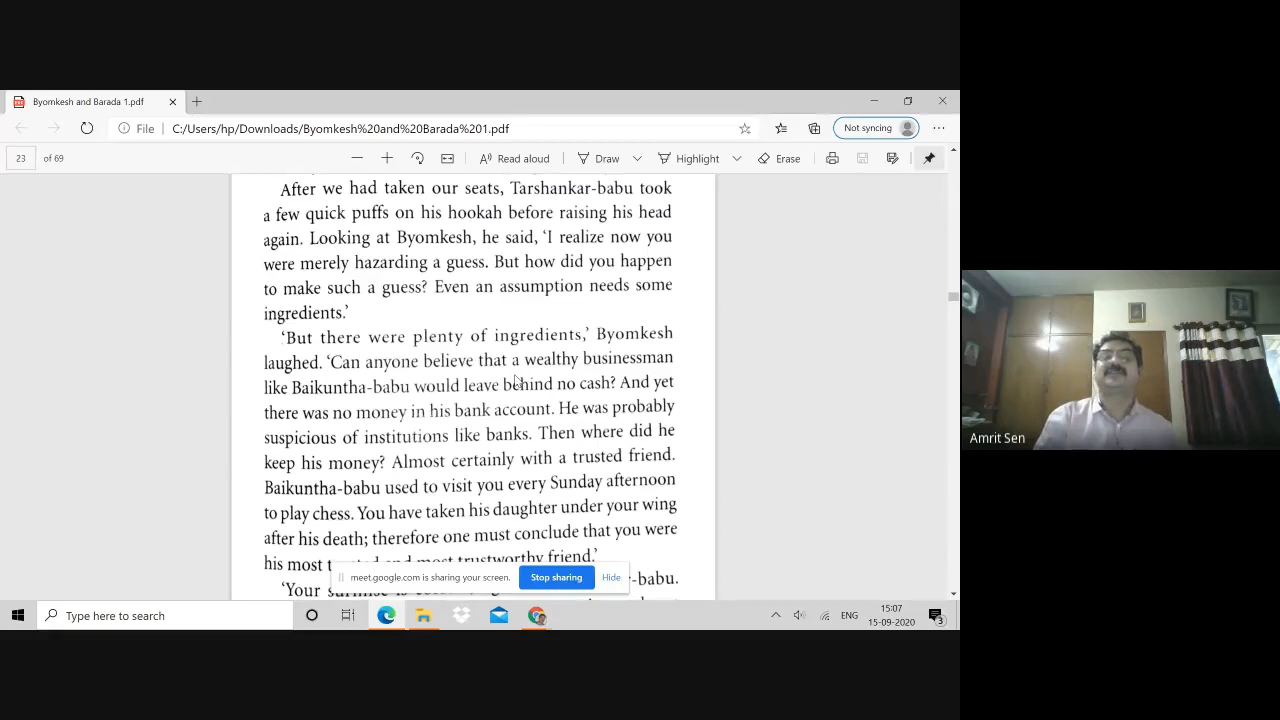 Byomkesh and Barada 1.pdf
File C:/Users/hp/Downloads/Byomkesh%20and%20Barada%201.pdf
Not syncing
23 of 69
Read aloud
Draw
Highlight
Erase
After we had taken our seats, Tarshankar-babu took
a few quick puffs on his hookah before raising his head
again. Looking at Byomkesh, he said, ‘I realize now you
were merely hazarding a guess. But how did you happen
to make such a guess? Even an assumption needs some
ingredients.’
‘But there were plenty of ingredients,’ Byomkesh
laughed. ‘Can anyone believe that a wealthy businessman
like Baikuntha-babu would leave behind no cash? And yet
there was no money in his bank account. He was probably
suspicious of institutions like banks. Then where did he
keep his money? Almost certainly with a trusted friend.
Baikuntha-babu used to visit you every Sunday afternoon
to play chess. You have taken his daughter under your wing
after his death; therefore one must conclude that you were
his most and most trustworthy friend.’
‘Your -babu.
meet.google.com is sharing your screen.
Stop sharing
Hide
Amrit Sen
Type here to search
ENG
15:07
15-09-2020
3